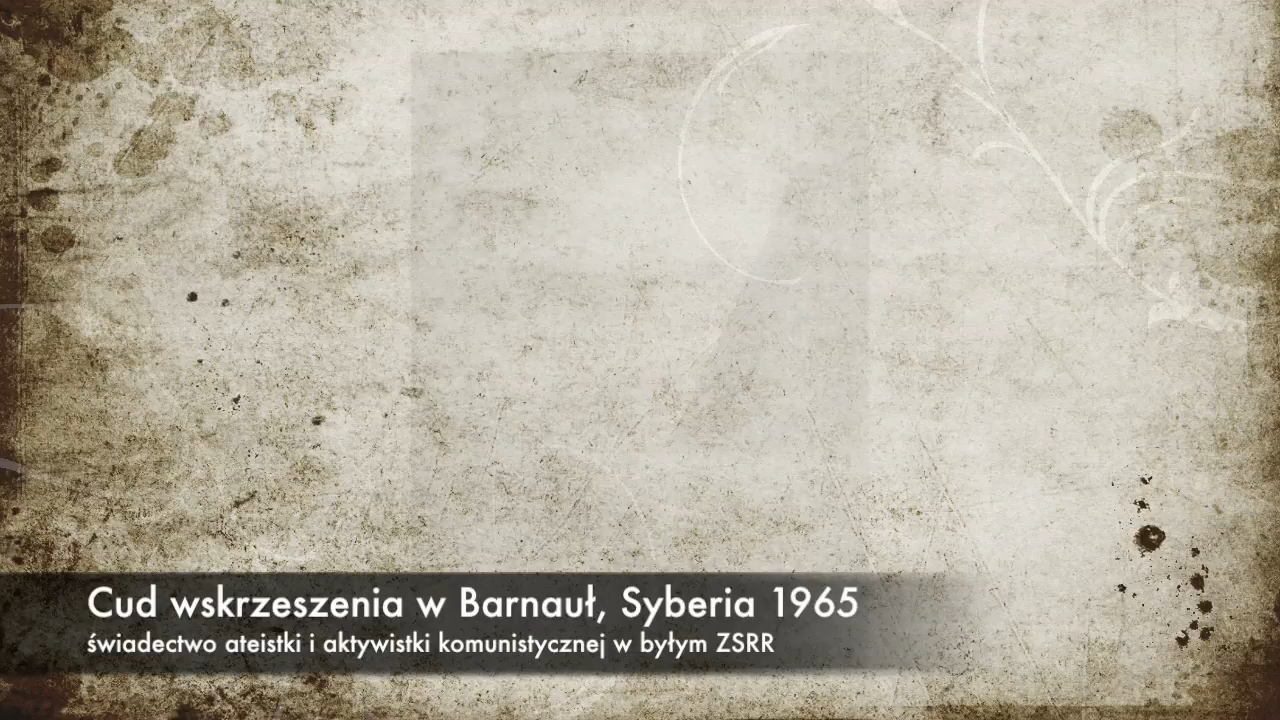 Cud wskrzeszenia w Barnauł, Syberia 1965
świadectwo ateistki i aktywistki komunistycznej w byłym ZSRR